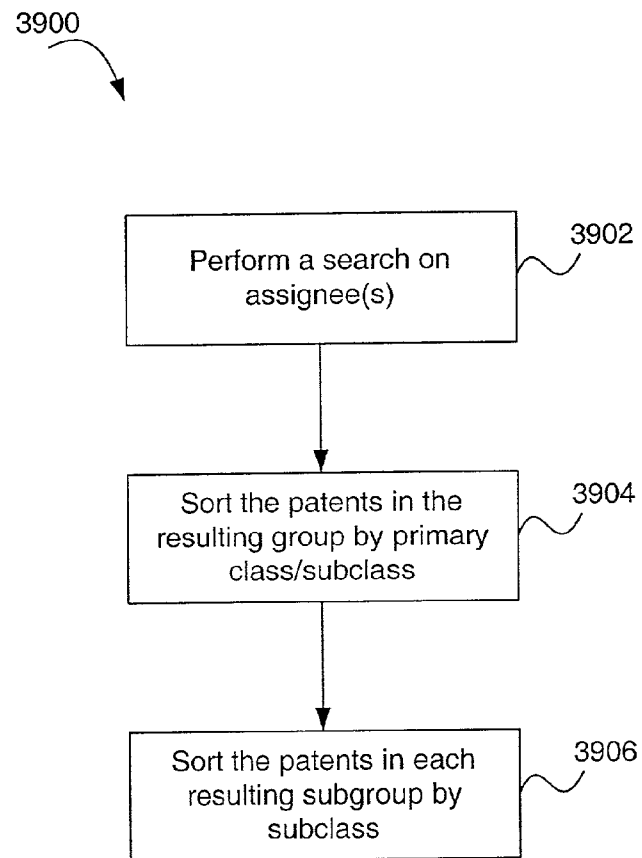 3900
Perform a search on
assignee(s)
3902
Sort the patents in the
resulting group by primary
class/subclass
3904
Sort the patents in each
resulting subgroup by
subclass
3906